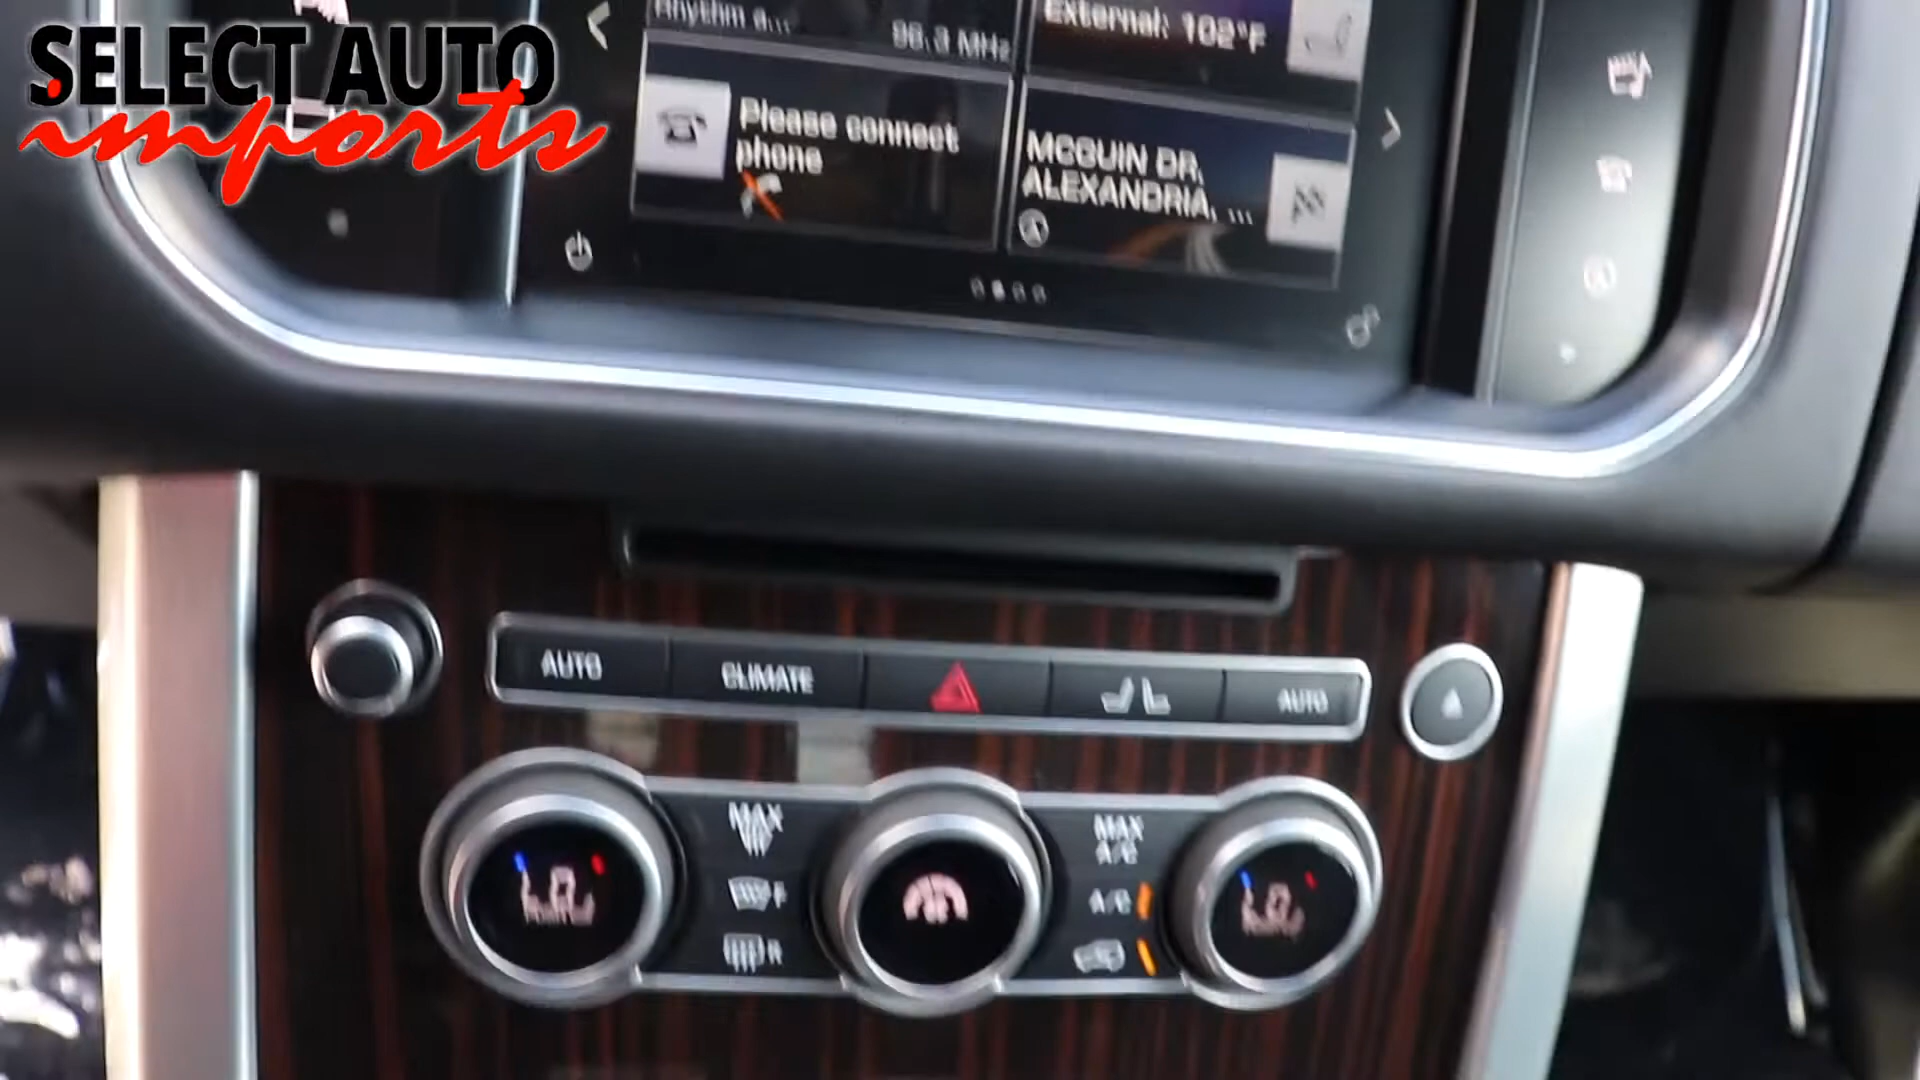 SELECT AUTO
imports
Rhythm a...
96.3 MHz
External: 102°F
Please connect
phone
MCGUIN DR,
ALEXANDRIA, ...
AUTO
CLIMATE
AUTO
MAX
F
R
MAX
A/C
A/C